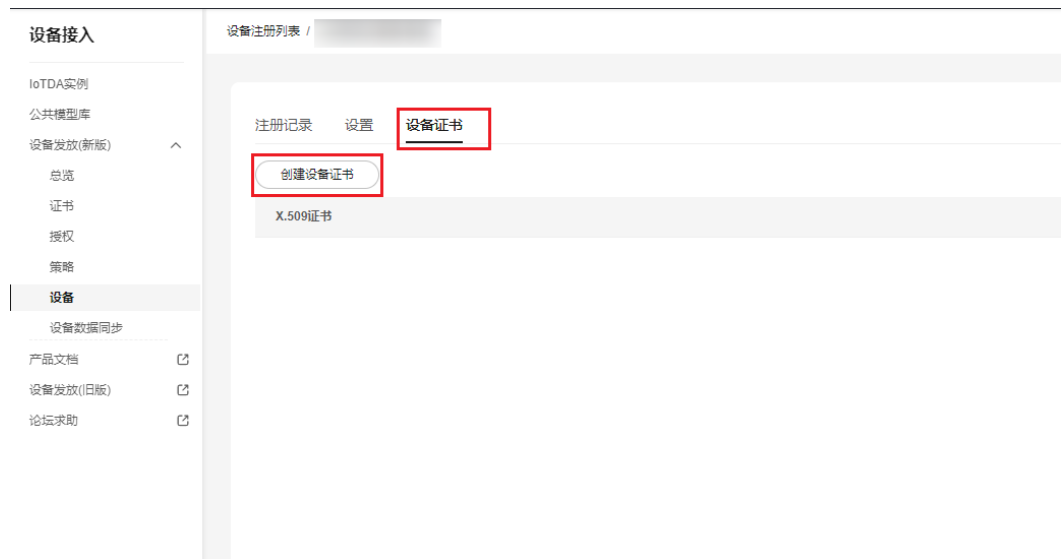 设备接入
设备注册列表 /
IoTDA实例
公共模型库
设备发放(新版)
总览
证书
授权
策略
设备
设备数据同步
产品文档
设备发放(旧版)
论坛求助
注册记录 设置 设备证书
创建设备证书
X.509证书